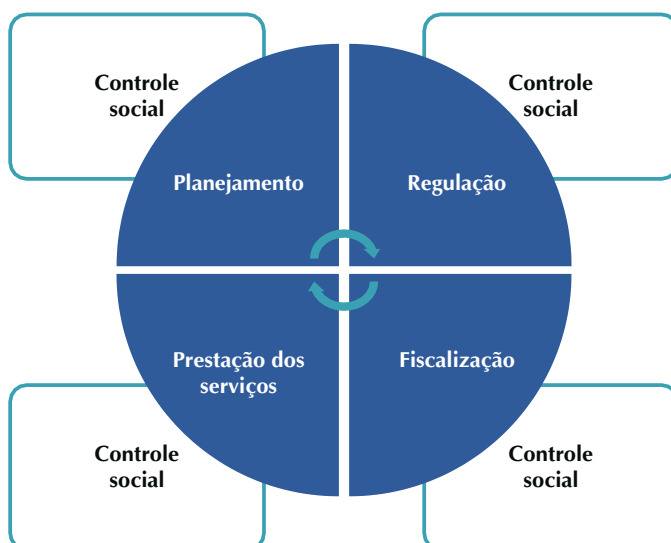 Controle
social
Controle
social
Planejamento
Regulação
Prestação dos
serviços
Fiscalização
Controle
social
Controle
social